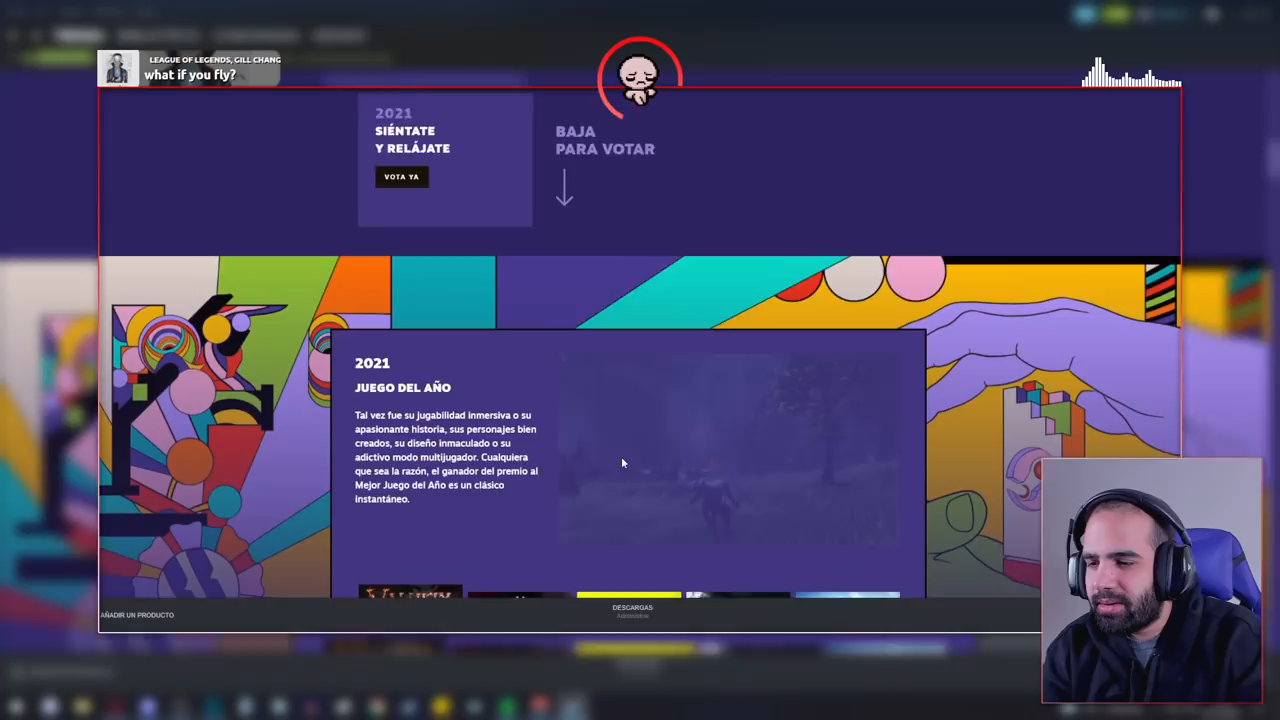 LEAGUE OF LEGENDS, GILL CHANG
what if you fly?
2021
SIÉNTATE
Y RELÁJATE
VOTA YA
BAJA
PARA VOTAR
2021
JUEGO DEL AÑO
Tal vez fue su jugabilidad inmersiva o su
apasionante historia, sus personajes bien
creados, su diseño inmaculado o su
adictivo modo multijugador. Cualquiera
que sea la razón, el ganador del premio al
Mejor Juego del Año es un clásico
instantáneo.
AÑADIR UN PRODUCTO
DESCARGAS
Administrar